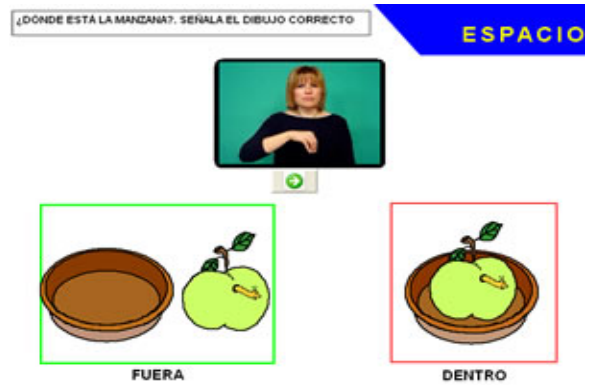 ¿DÓNDE ESTÁ LA MANZANA?. SEÑALA EL DIBUJO CORRECTO
ESPACIO
FUERA
DENTRO